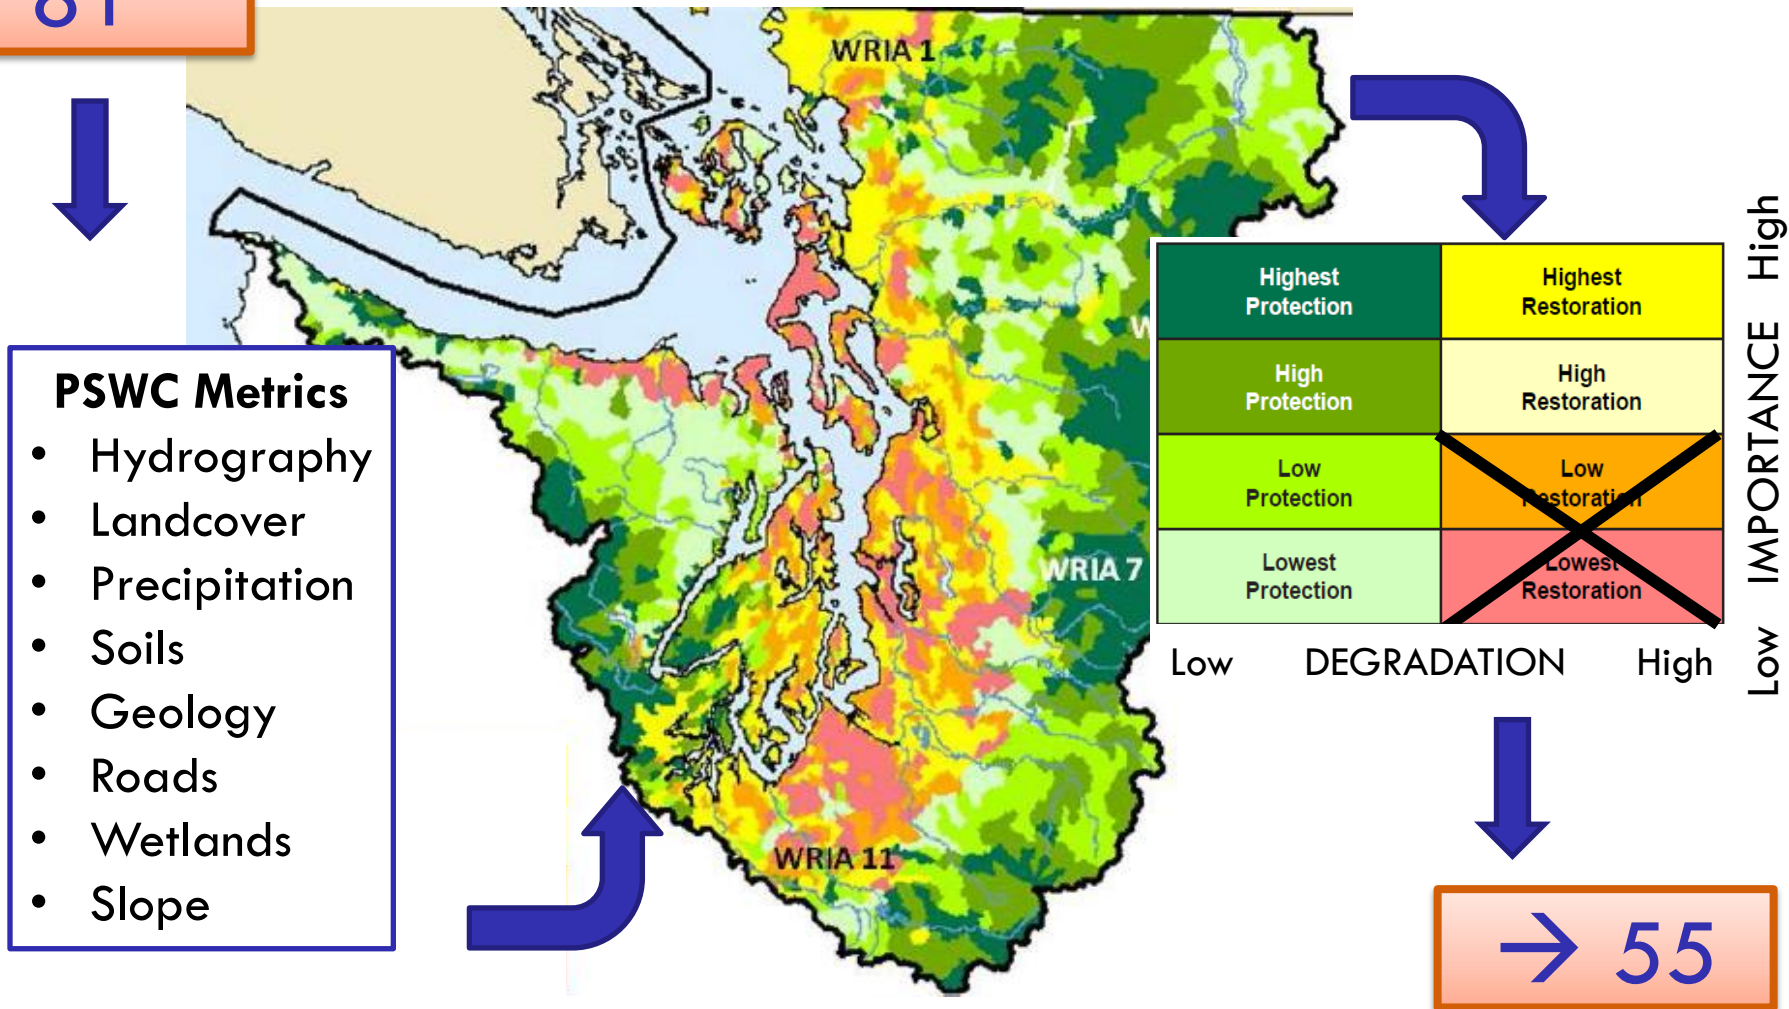 WRIA 1
PSWC Metrics
• Hydrography
• Landcover
• Precipitation
• Soils
• Geology
• Roads
• Wetlands
• Slope
W
WRIA 7
WRIA 11
Highest
Protection
Highest
Restoration
High
Protection
High
Restoration
Low
Protection
Low
Restoration
Lowest
Protection
Lowest
Restoration
Low DEGRADATION High
Low IMPORTANCE High
→ 55